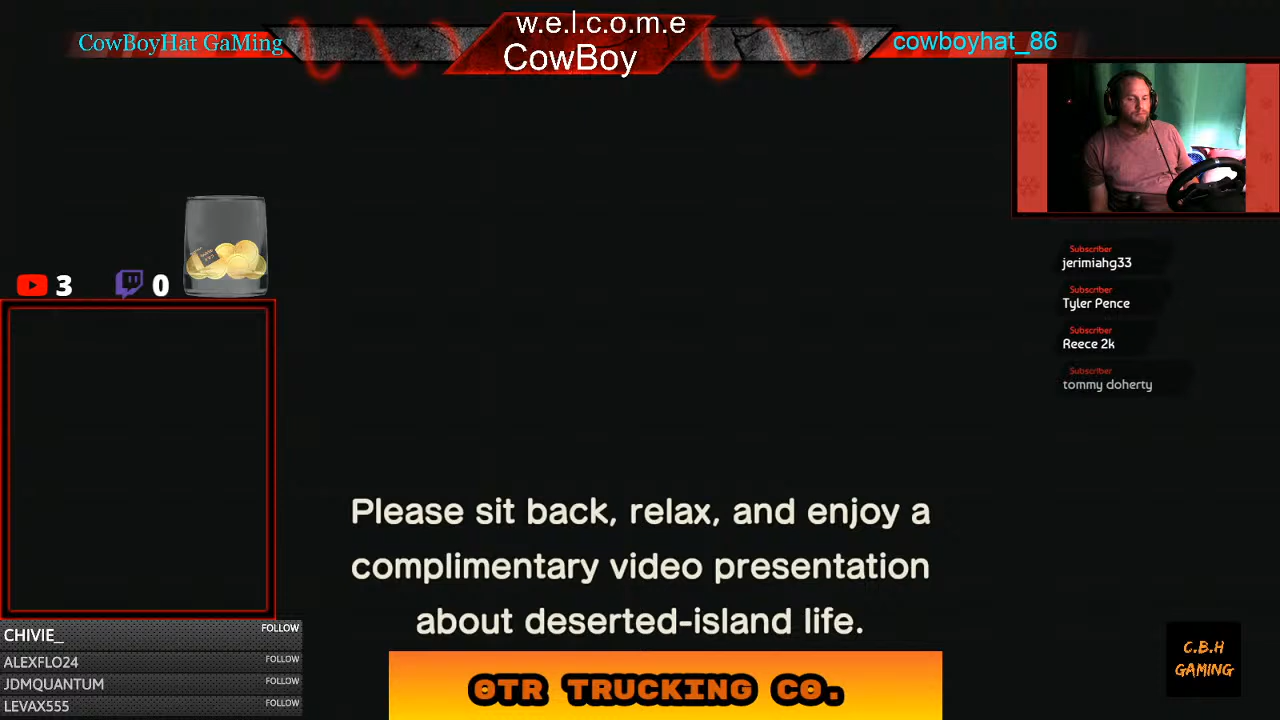 w.e.l.c.o.m.e
CowBoyHat GaMing
CowBoy
cowboyhat_86
3
0
Subscriber
jerimiahg33
Subscriber
Tyler Pence
Subscriber
Reece 2k
Subscriber
tommy doherty
Please sit back, relax, and enjoy a
complimentary video presentation
about deserted-island life.
CHIVIE_ FOLLOW
ALEXFLO24 FOLLOW
JDMQUANTUM FOLLOW
LEVAX555 FOLLOW
OTR TRUCKING CO.
C.B.H
GAMING